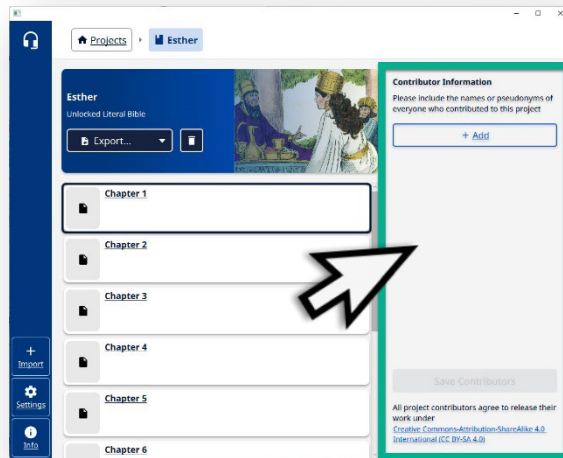 Projects
Esther
Esther
Unlocked Literal Bible
Export...
Chapter 1
Chapter 2
Chapter 3
Chapter 4
Chapter 5
Chapter 6
+
Import
Settings
Info
Contributor Information
Please include the names or pseudonyms of
everyone who contributed to this project
+ Add
Save Contributors
All project contributors agree to release their
work under
Creative Commons-Attribution-ShareAlike 4.0
International (CC BY-SA 4.0)